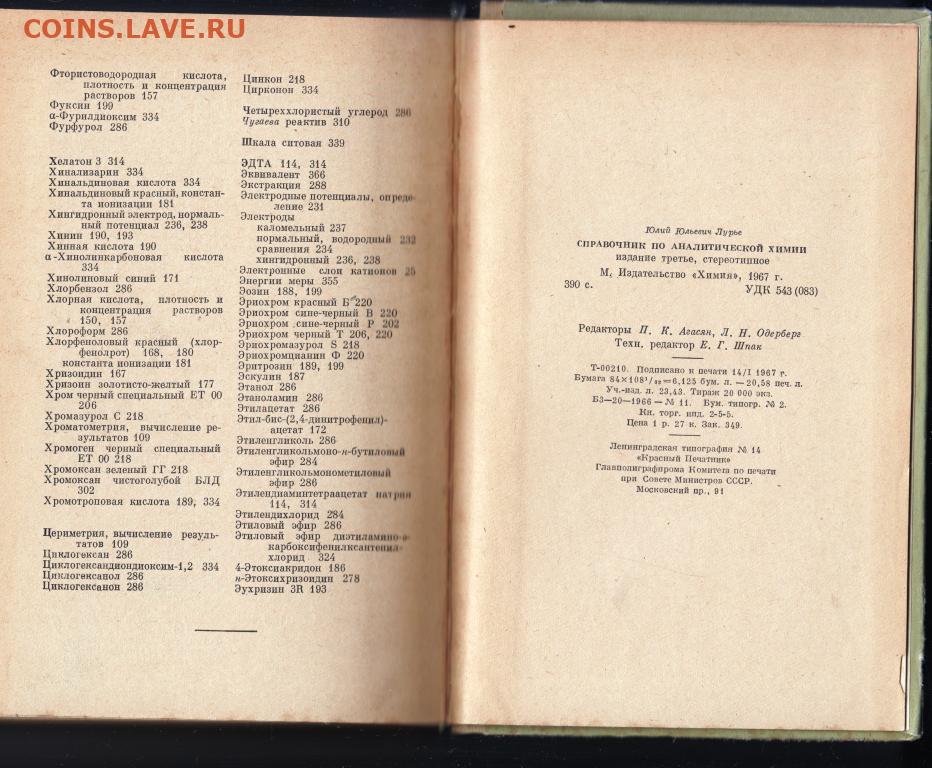 COINS.LAVE.RU
Фтористоводородная кислота,
плотность и концентрация
растворов 157
Фуксин 199
α-Фурилдиоксим 334
Фурфурол 286
Хелатон 3 314
Хинализарин 334
Хинальдиновая кислота 334
Хинальдиновый красный, констан-
та ионизации 181
Хингидронный электрод, нормаль-
ный потенциал 236, 238
Хинин 190, 193
Хинная кислота 190
α-Хинолинкарбоновая кислота
334
Хинолиновый синий 171
Хлорбензол 286
Хлорная кислота, плотность и
концентрация растворов
150, 157
Хлороформ 286
Хлорфеноловый красный (хлор-
фенолрот) 168, 180
константа ионизации 181
Хризоидин 167
Хризоин золотисто-желтый 177
Хром черный специальный ЕТ 00
206
Хромазурол С 218
Хроматометрия, вычисление ре-
зультатов 109
Хромоген черный специальный
ЕТ 00 218
Хромоксан зеленый ГГ 218
Хромоксан чистоголубой БЛД
302
Хромотроповая кислота 189, 334
Цериметрия, вычисление резуль-
татов 109
Циклогексан 286
Циклогександиондиоксим-1,2 334
Циклогексанол 286
Циклогексанон 286
Цинкон 218
Цирконон 334
Четыреххлористый углерод 286
Чугаева реактив 310
Шкала ситовая 339
ЭДТА 114, 314
Эквивалент 366
Экстракция 288
Электродные потенциалы, опреде-
ление 231
Электроды
каломельный 237
нормальный, водородный 232
сравнения 234
хингидронный 236, 238
Электронные слои катионов 25
Энергии меры 355
Эозин 188, 199
Эриохром красный Б 220
Эриохром сине-черный В 220
Эриохром сине-черный Р 202
Эриохром черный Т 206, 220
Эриохромазурол S 218
Эриохромцианин Ф 220
Эритрозин 189, 199
Эскулин 187
Этанол 286
Этаноламин 286
Этилацетат 286
Этил-бис-(2,4-динитрофенил)-
ацетат 172
Этиленгликоль 286
Этиленгликольмоно-н-бутиловый
эфир 284
Этиленгликольмонометиловый
эфир 286
Этилендиаминтетраацетат натрия
114, 314
Этилендихлорид 284
Этиловый эфир 286
Этиловый эфир диэтиламино-о-
карбоксифенилксантенил-
хлорид 324
4-Этоксиакридон 186
н-Этоксихризоидин 278
Эухризин 3R 193
Юлий Юльевич Лурье
СПРАВОЧНИК ПО АНАЛИТИЧЕСКОЙ ХИМИИ
издание третье, стереотипное
М. Издательство «Химия», 1967 г.
390 с. УДК 543 (083)
Редакторы П. К. Агасян, Л. Н. Одерберг
Техн. редактор Е. Г. Шпак
Т-00210. Подписано к печати 14/I 1967 г.
Бумага 84×108¹/₃₂=6,125 бум. л. — 20,58 печ. л.
Уч.-изд. л. 23,43. Тираж 20 000 экз.
БЗ—20—1966—№ 11. Бум. типогр. № 2.
Кн. торг. инд. 2-5-5.
Цена 1 р. 27 к. Зак. 349.
Ленинградская типография № 14
«Красный Печатник»
Главполиграфпрома Комитета по печати
при Совете Министров СССР.
Московский пр., 91